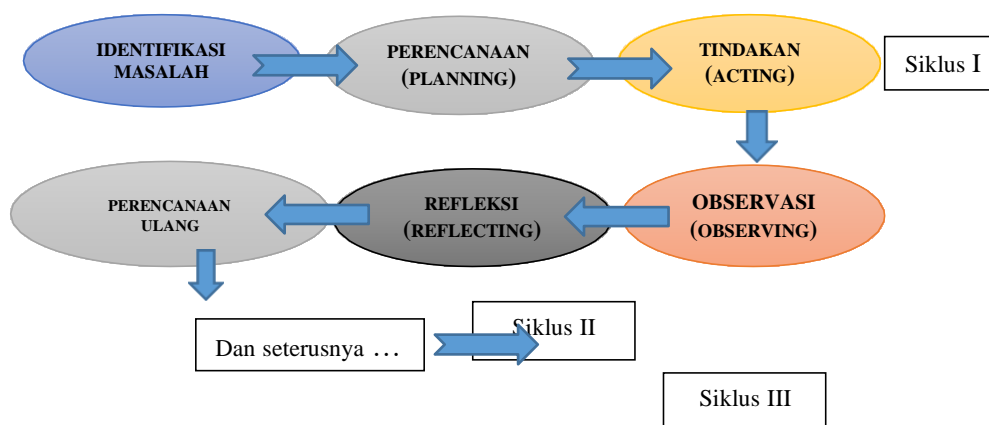 IDENTIFIKASI
MASALAH
PERENCANAAN
(PLANNING)
TINDAKAN
(ACTING)
Siklus I
PERENCANAAN
ULANG
REFLEKSI
(REFLECTING)
OBSERVASI
(OBSERVING)
Dan seterusnya …
Siklus II
Siklus III